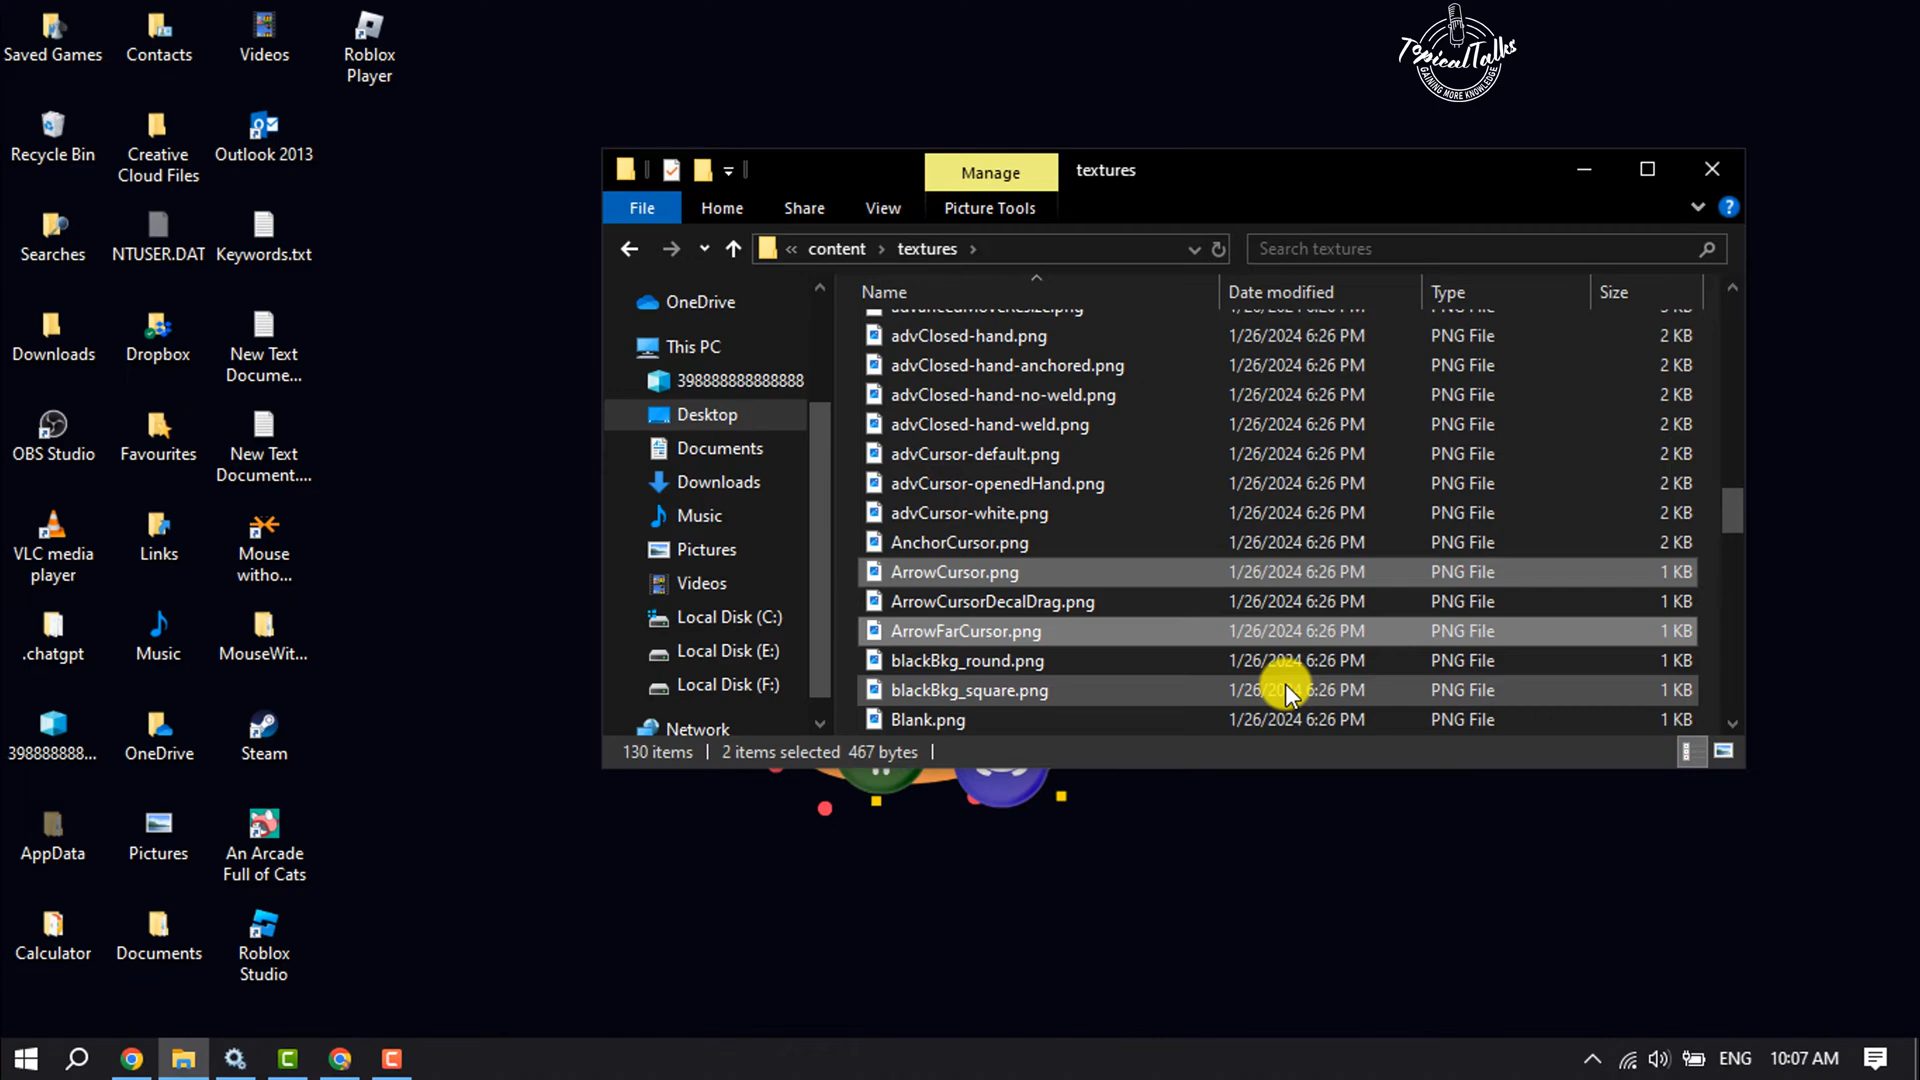 Saved Games
Contacts
Videos
Roblox
Player
Recycle Bin
Creative
Cloud Files
Outlook 2013
Searches
NTUSER.DAT
Keywords.txt
Downloads
Dropbox
New Text
Docume...
OBS Studio
Favourites
New Text
Document....
VLC media
player
Links
Mouse
witho...
.chatgpt
Music
MouseWit...
398888888...
OneDrive
Steam
AppData
Pictures
An Arcade
Full of Cats
Calculator
Documents
Roblox
Studio
TopicalTalks
GAINING MORE KNOWLEDGE
Manage
textures
File
Home
Share
View
Picture Tools
« content › textures ›
Search textures
OneDrive
This PC
398888888888888
Desktop
Documents
Downloads
Music
Pictures
Videos
Local Disk (C:)
Local Disk (E:)
Local Disk (F:)
Network
Name Date modified Type Size
advClosed-hand.png 1/26/2024 6:26 PM PNG File 2 KB
advClosed-hand-anchored.png 1/26/2024 6:26 PM PNG File 2 KB
advClosed-hand-no-weld.png 1/26/2024 6:26 PM PNG File 2 KB
advClosed-hand-weld.png 1/26/2024 6:26 PM PNG File 2 KB
advCursor-default.png 1/26/2024 6:26 PM PNG File 2 KB
advCursor-openedHand.png 1/26/2024 6:26 PM PNG File 2 KB
advCursor-white.png 1/26/2024 6:26 PM PNG File 2 KB
AnchorCursor.png 1/26/2024 6:26 PM PNG File 2 KB
ArrowCursor.png 1/26/2024 6:26 PM PNG File 1 KB
ArrowCursorDecalDrag.png 1/26/2024 6:26 PM PNG File 1 KB
ArrowFarCursor.png 1/26/2024 6:26 PM PNG File 1 KB
blackBkg_round.png 1/26/2024 6:26 PM PNG File 1 KB
blackBkg_square.png 1/26/2024 6:26 PM PNG File 1 KB
Blank.png 1/26/2024 6:26 PM PNG File 1 KB
130 items 2 items selected 467 bytes
ENG
10:07 AM